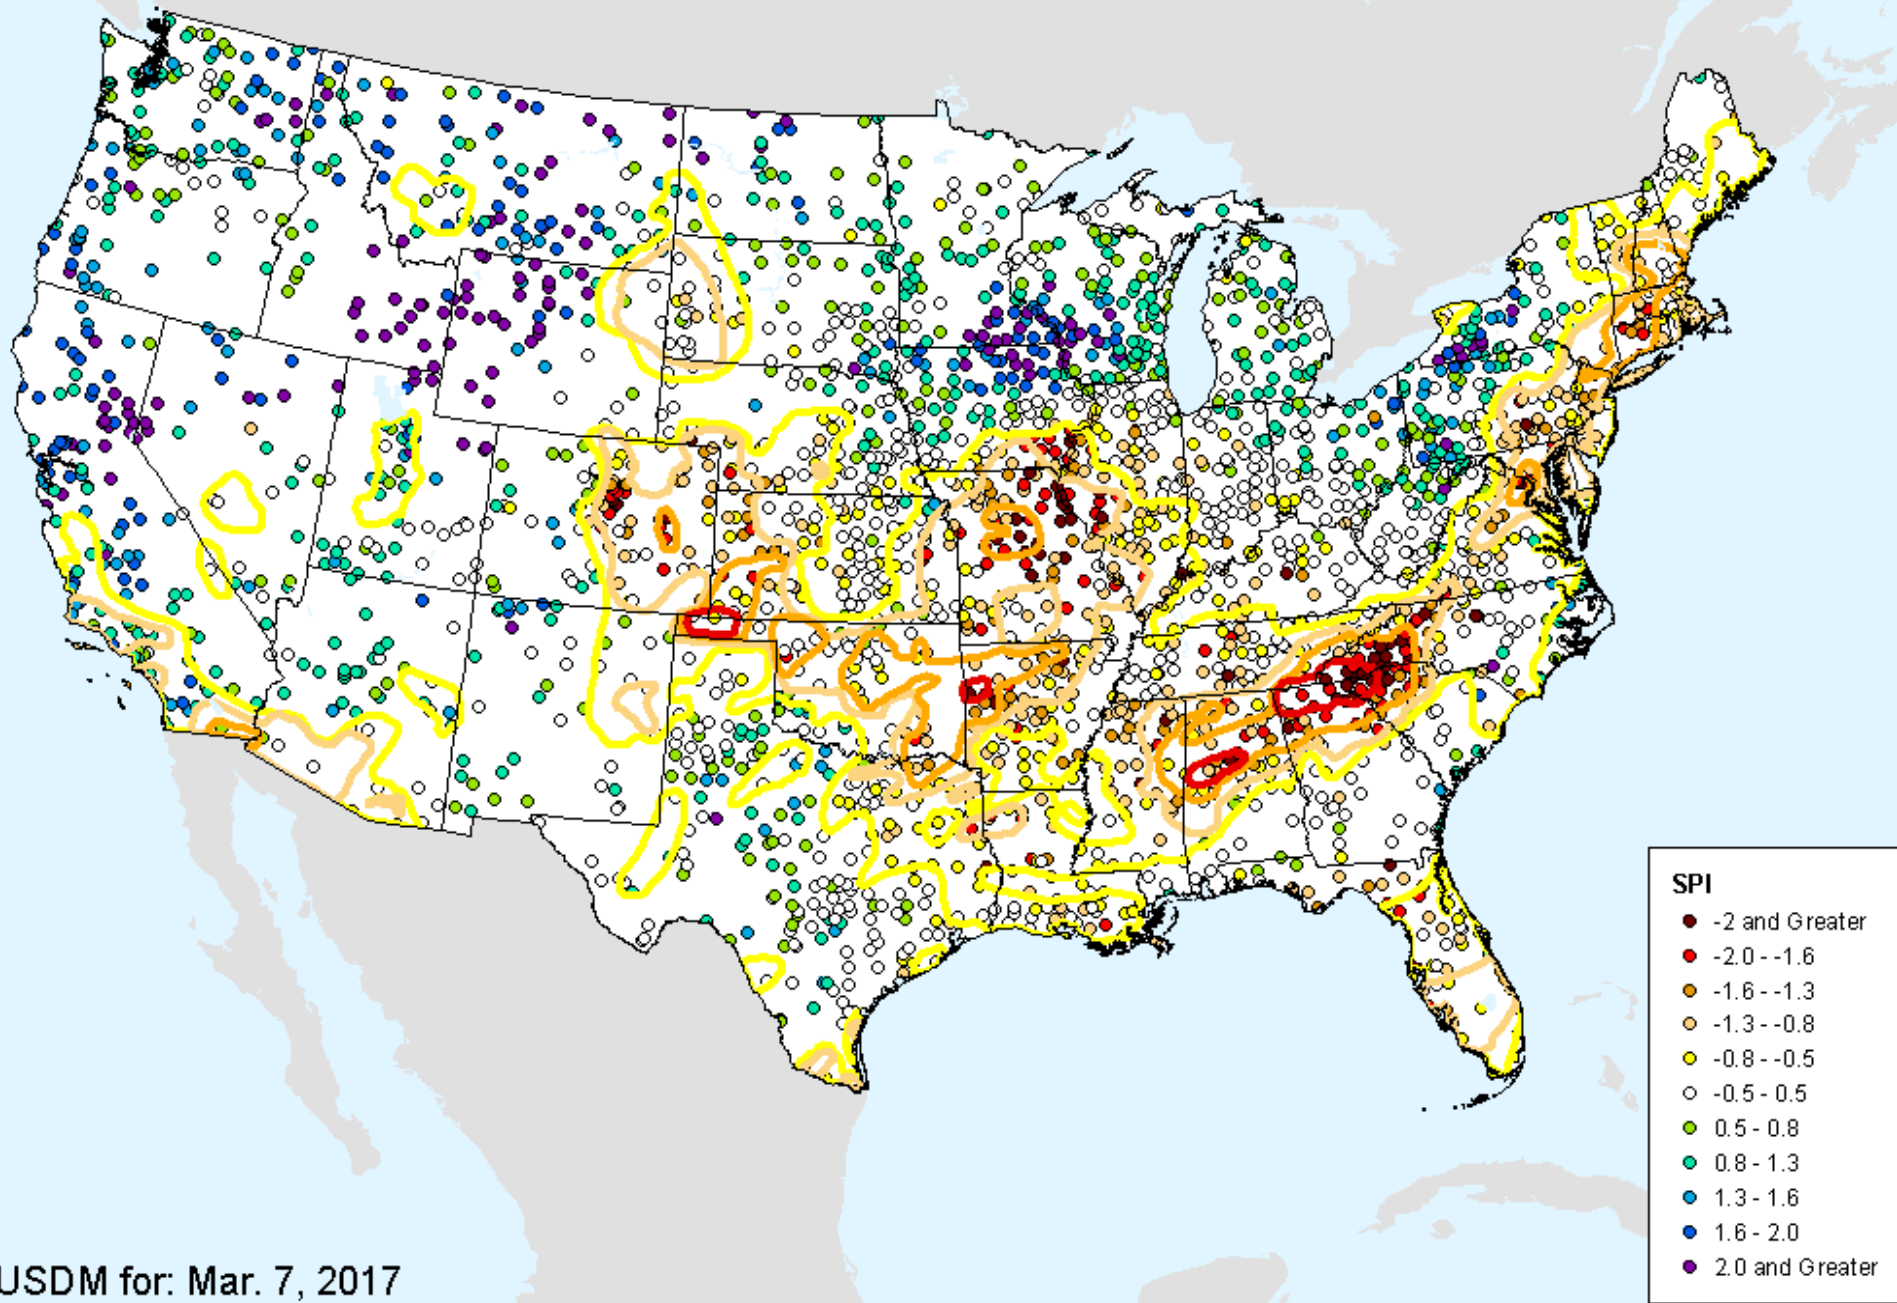 SPI
-2 and Greater
-2.0 - -1.6
-1.6 - -1.3
-1.3 - -0.8
-0.8 - -0.5
-0.5 - 0.5
0.5 - 0.8
0.8 - 1.3
1.3 - 1.6
1.6 - 2.0
2.0 and Greater
USDM for: Mar. 7, 2017